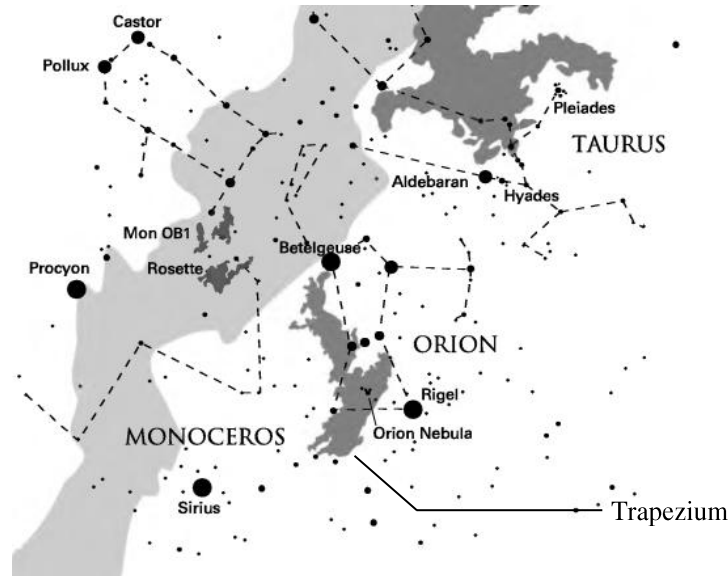 Castor
Pollux
Pleiades
TAURUS
Aldebaran
Hyades
Mon OB1
Betelgeuse
Rosette
Procyon
ORION
Rigel
MONOCEROS
Orion Nebula
Sirius
Trapezium